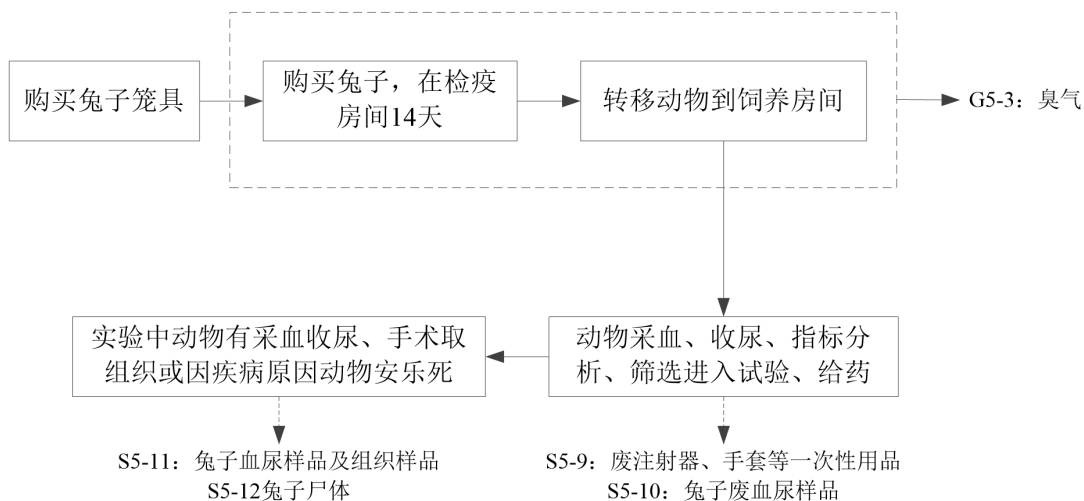 购买兔子笼具
购买兔子，在检疫
房间14天
转移动物到饲养房间
G5-3：臭气
实验中动物有采血收尿、手术取
组织或因疾病原因动物安乐死
动物采血、收尿、指标分
析、筛选进入试验、给药
S5-11：兔子血尿样品及组织样品
S5-12兔子尸体
S5-9：废注射器、手套等一次性用品
S5-10：兔子废血尿样品